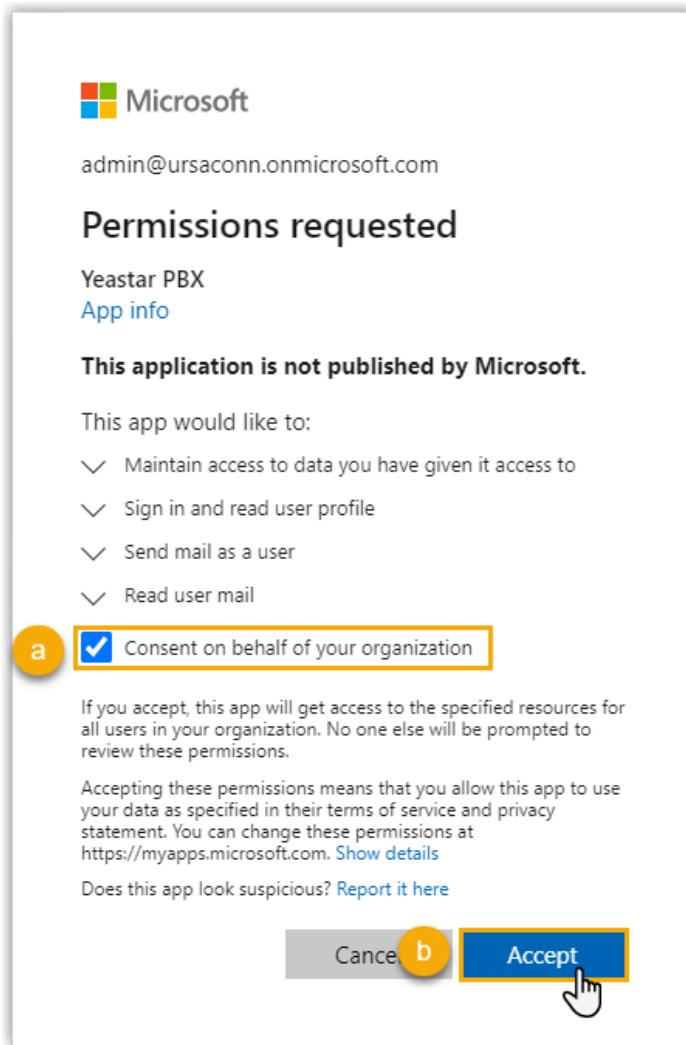 Microsoft
admin@ursaconn.onmicrosoft.com
Permissions requested
Yeastar PBX
App info
This application is not published by Microsoft.
This app would like to:
Maintain access to data you have given it access to
Sign in and read user profile
Send mail as a user
Read user mail
a
Consent on behalf of your organization
If you accept, this app will get access to the specified resources for
all users in your organization. No one else will be prompted to
review these permissions.
Accepting these permissions means that you allow this app to use
your data as specified in their terms of service and privacy
statement. You can change these permissions at
https://myapps.microsoft.com. Show details
Does this app look suspicious? Report it here
Cancel b Accept